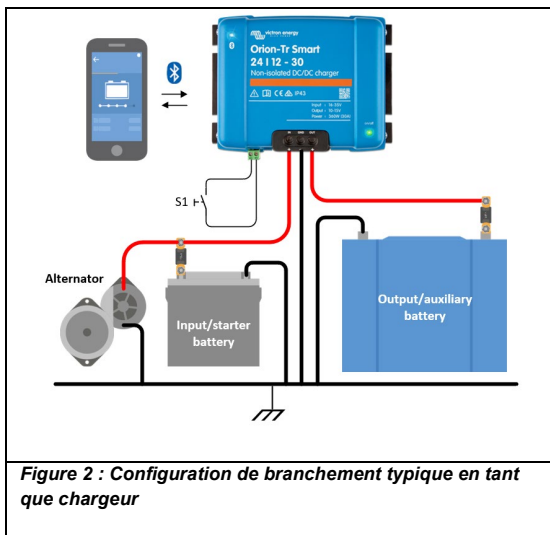 victron energy
Orion-Tr Smart
24 | 12 - 30
Non-isolated DC/DC charger
IP43
S1
Alternator
Input/starter
battery
Output/auxiliary
battery
Figure 2 : Configuration de branchement typique en tant
que chargeur